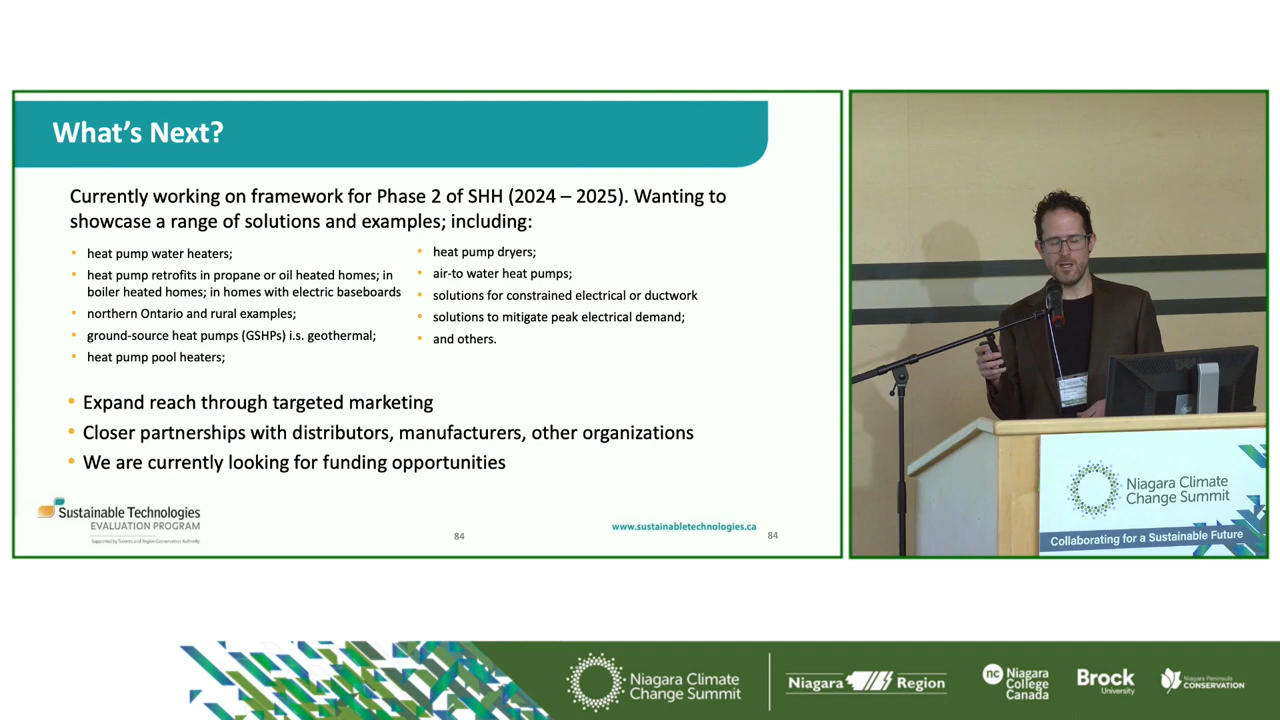 What's Next?
Currently working on framework for Phase 2 of SHH (2024 – 2025). Wanting to
showcase a range of solutions and examples; including:
• heat pump water heaters;
• heat pump retrofits in propane or oil heated homes; in
boiler heated homes; in homes with electric baseboards
• northern Ontario and rural examples;
• ground-source heat pumps (GSHPs) i.s. geothermal;
• heat pump pool heaters;
• heat pump dryers;
• air-to water heat pumps;
• solutions for constrained electrical or ductwork
• solutions to mitigate peak electrical demand;
• and others.
• Expand reach through targeted marketing
• Closer partnerships with distributors, manufacturers, other organizations
• We are currently looking for funding opportunities
Sustainable Technologies
EVALUATION PROGRAM
Supported by Toronto and Region Conservation Authority
84
www.sustainabletechnologies.ca
84
Niagara Climate
Change Summit
Collaborating for a Sustainable Future
Niagara Climate
Change Summit
Niagara Region
nc
Niagara
College
Canada
Brock
University
Niagara Peninsula
CONSERVATION